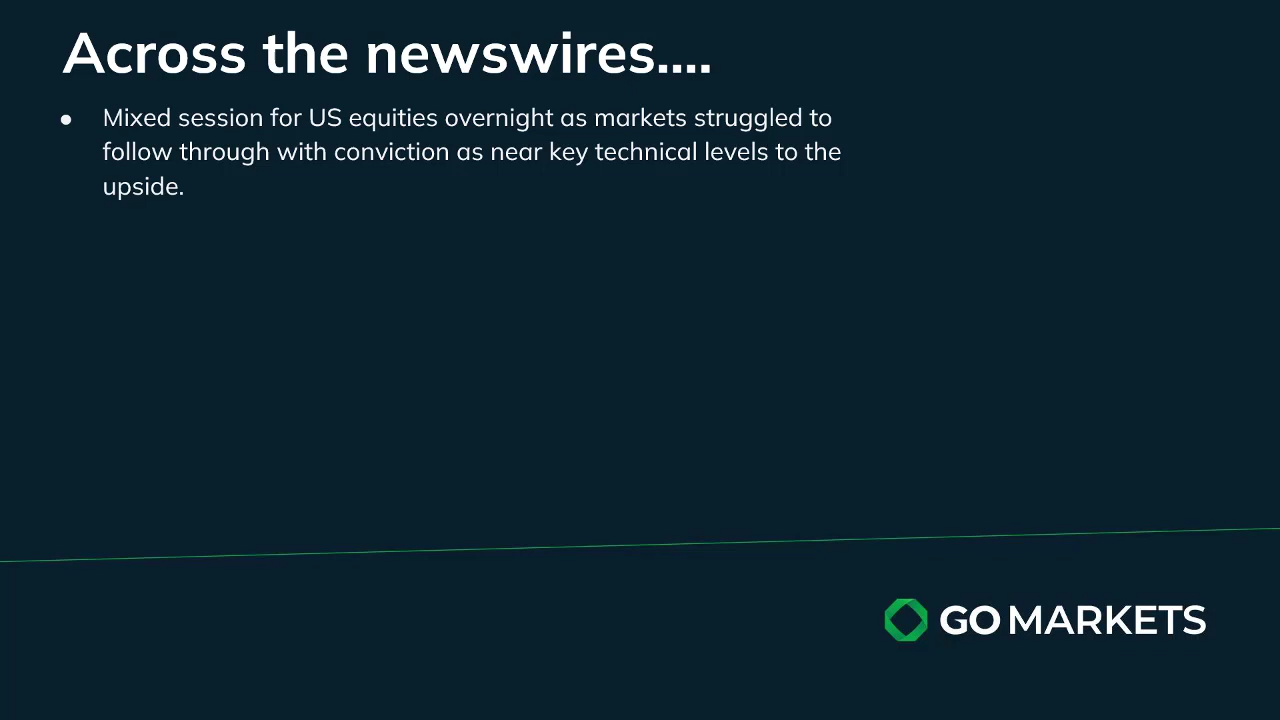 Across the newswires....
● Mixed session for US equities overnight as markets struggled to
follow through with conviction as near key technical levels to the
upside.
GO MARKETS